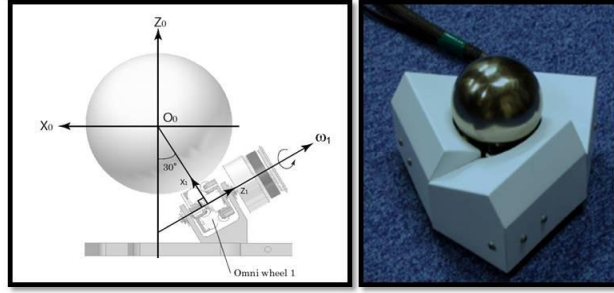 Z₀
X₀
O₀
30°
ω₁
X₁
Z₁
Omni wheel 1